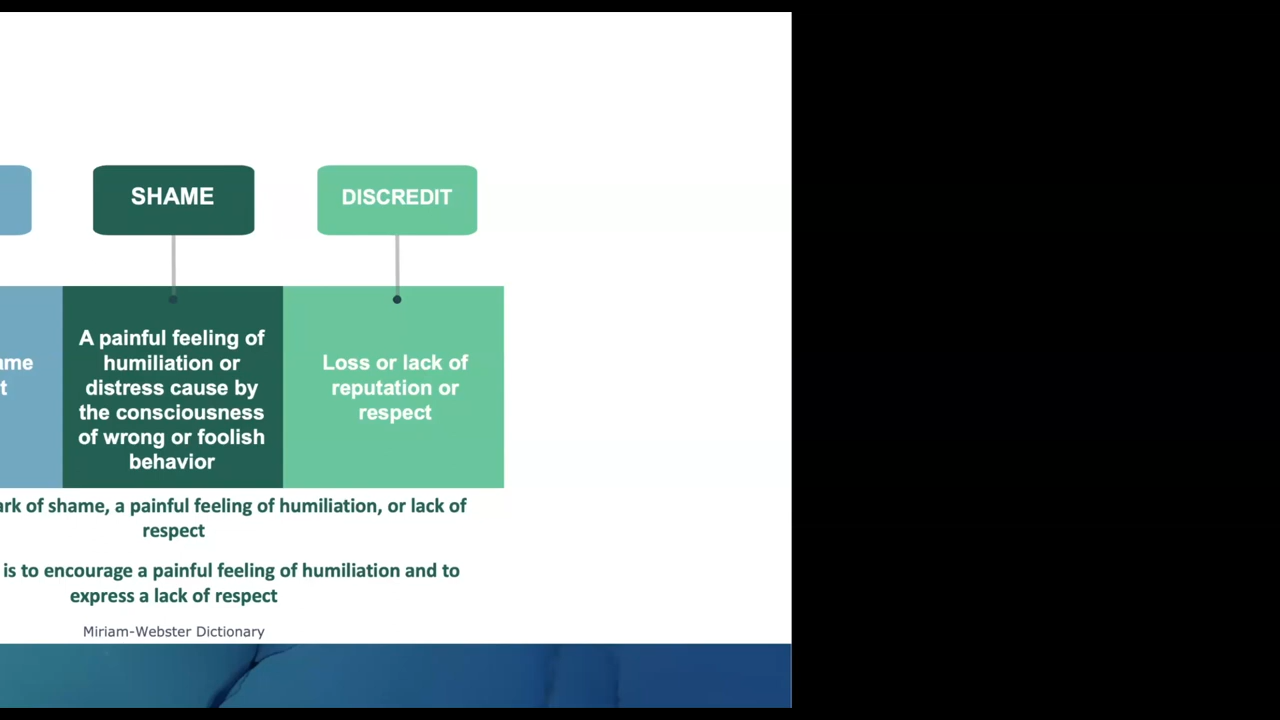 SHAME
DISCREDIT
A painful feeling of
humiliation or
distress cause by
the consciousness
of wrong or foolish
behavior
Loss or lack of
reputation or
respect
of shame, a painful feeling of humiliation, or lack of
respect
is to encourage a painful feeling of humiliation and to
express a lack of respect
Miriam-Webster Dictionary